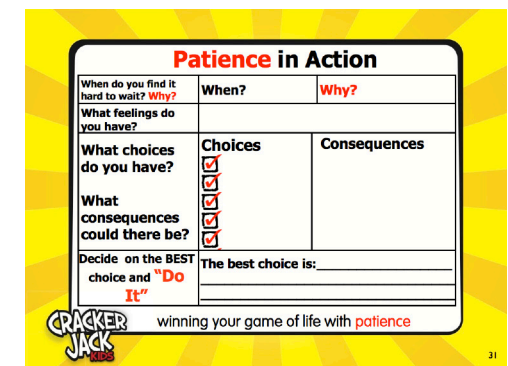 Patience in Action
When do you find it
hard to wait? Why?
When?
Why?
What feelings do
you have?
What choices
do you have?
What
consequences
could there be?
Choices
Consequences
Decide on the BEST
choice and "Do
It"
The best choice is:
CRACKER
JACK
KIDS
winning your game of life with patience
31